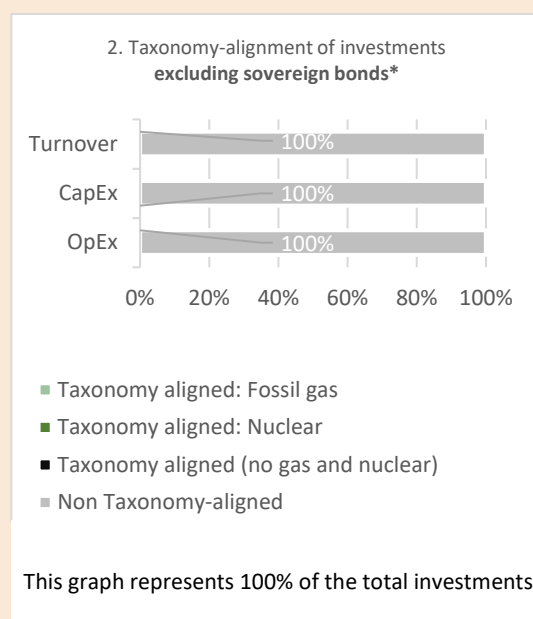 2. Taxonomy-alignment of investments
excluding sovereign bonds*
Turnover 100%
CapEx 100%
OpEx 100%
0% 20% 40% 60% 80% 100%
Taxonomy aligned: Fossil gas
Taxonomy aligned: Nuclear
Taxonomy aligned (no gas and nuclear)
Non Taxonomy-aligned
This graph represents 100% of the total investments